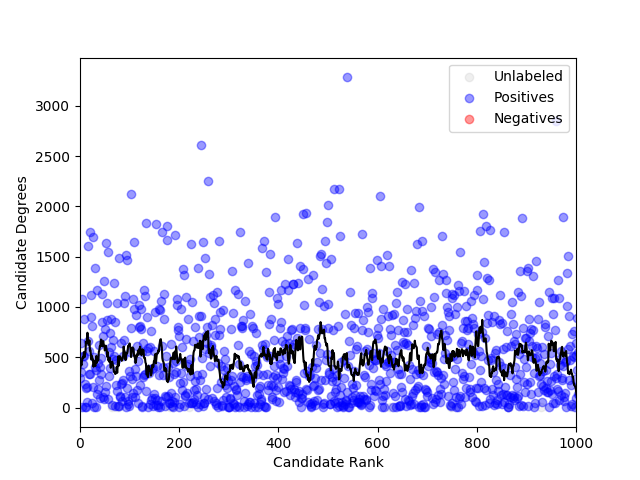 Unlabeled
Positives
Negatives
3000
2500
2000
1500
1000
500
0
Candidate Degrees
0 200 400 600 800 1000
Candidate Rank